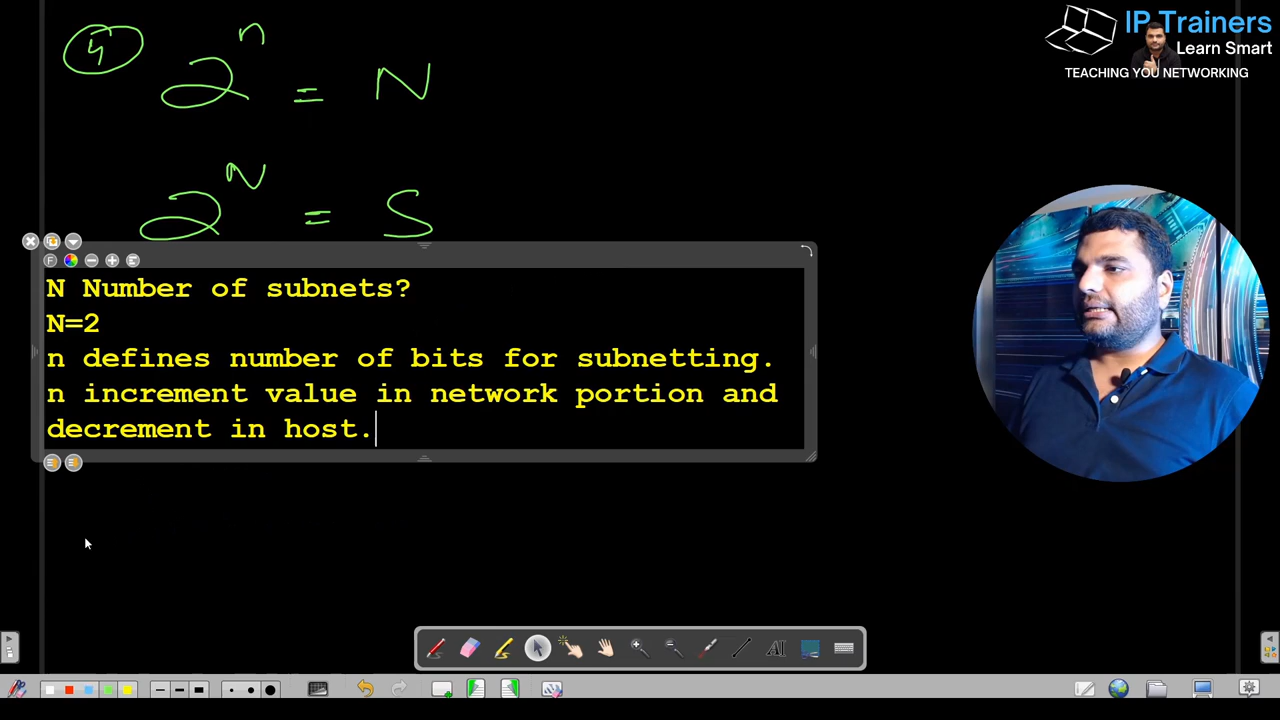 IP Trainers
Learn Smart
TEACHING YOU NETWORKING
4
2^n = N
2^N = S
N Number of subnets?
N=2
n defines number of bits for subnetting.
n increment value in network portion and
decrement in host.
F
AI